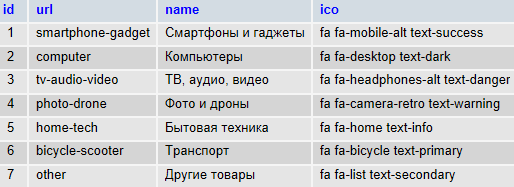 id url name ico
1 smartphone-gadget Смартфоны и гаджеты fa fa-mobile-alt text-success
2 computer Компьютеры fa fa-desktop text-dark
3 tv-audio-video ТВ, аудио, видео fa fa-headphones-alt text-danger
4 photo-drone Фото и дроны fa fa-camera-retro text-warning
5 home-tech Бытовая техника fa fa-home text-info
6 bicycle-scooter Транспорт fa fa-bicycle text-primary
7 other Другие товары fa fa-list text-secondary